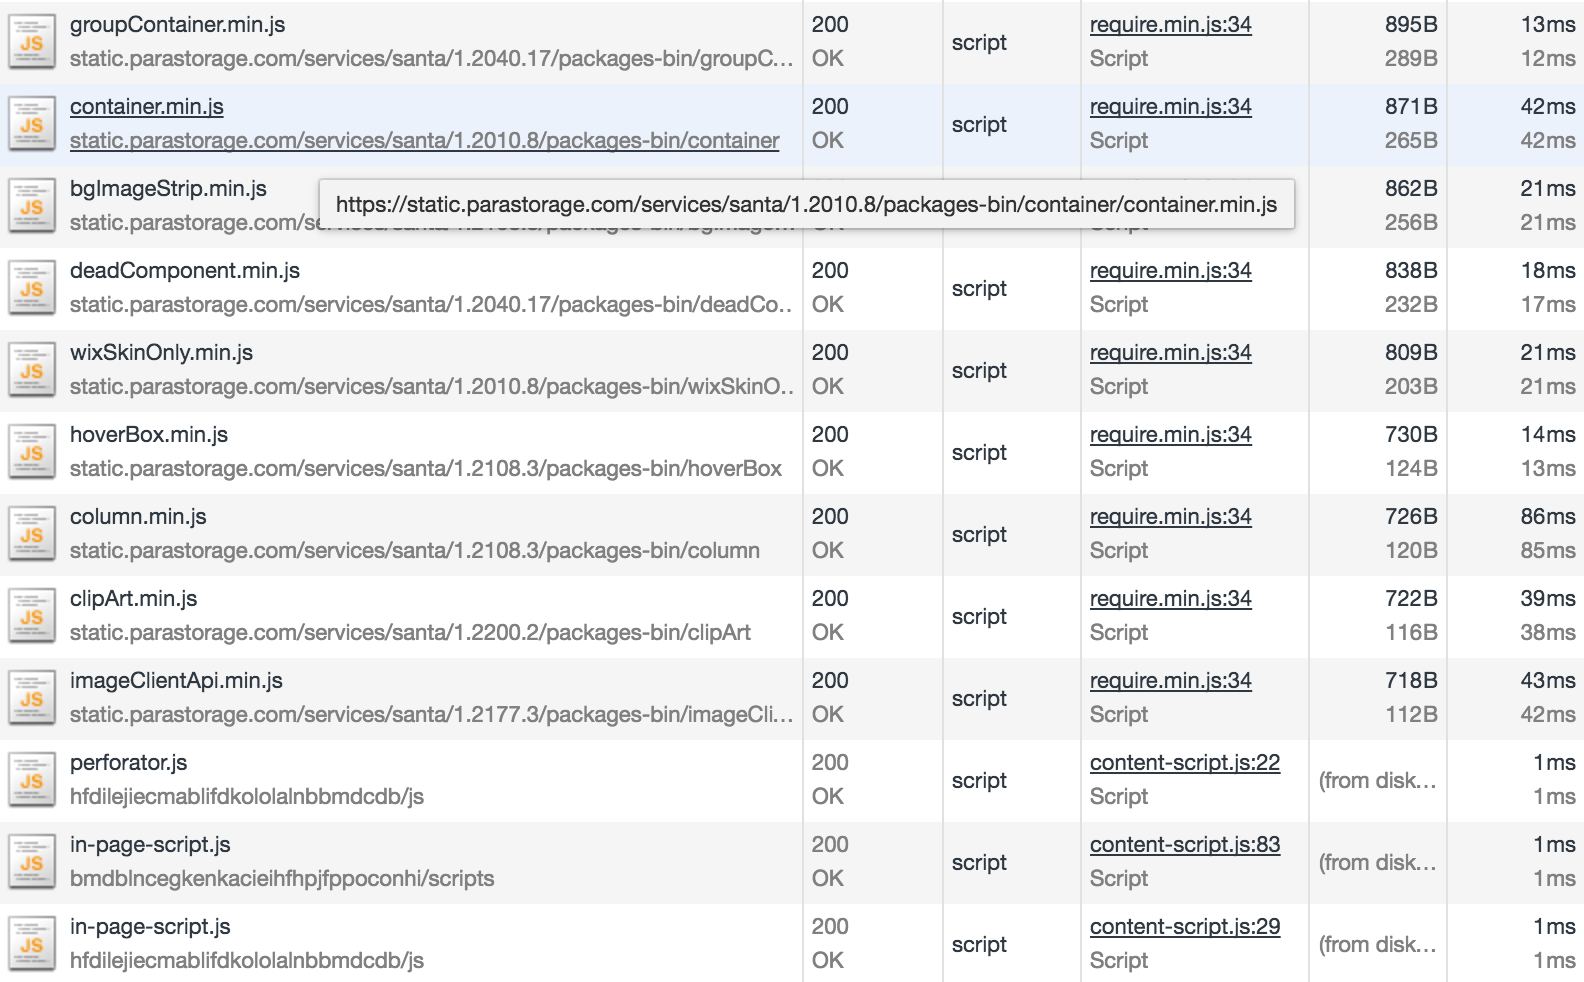 groupContainer.min.js 200 require.min.js:34 895B 13ms
JS script
static.parastorage.com/services/santa/1.2040.17/packages-bin/groupC... OK Script 289B 12ms
container.min.js 200 require.min.js:34 871B 42ms
JS script
static.parastorage.com/services/santa/1.2010.8/packages-bin/container OK Script 265B 42ms
bgImageStrip.min.js 862B 21ms
JS https://static.parastorage.com/services/santa/1.2010.8/packages-bin/container/container.min.js
static.parastorage.com/ 256B 21ms
deadComponent.min.js 200 require.min.js:34 838B 18ms
JS script
static.parastorage.com/services/santa/1.2040.17/packages-bin/deadCo.. OK Script 232B 17ms
wixSkinOnly.min.js 200 require.min.js:34 809B 21ms
JS script
static.parastorage.com/services/santa/1.2010.8/packages-bin/wixSkinO.. OK Script 203B 21ms
hoverBox.min.js 200 require.min.js:34 730B 14ms
JS script
static.parastorage.com/services/santa/1.2108.3/packages-bin/hoverBox OK Script 124B 13ms
column.min.js 200 require.min.js:34 726B 86ms
JS script
static.parastorage.com/services/santa/1.2108.3/packages-bin/column OK Script 120B 85ms
clipArt.min.js 200 require.min.js:34 722B 39ms
JS script
static.parastorage.com/services/santa/1.2200.2/packages-bin/clipArt OK Script 116B 38ms
imageClientApi.min.js 200 require.min.js:34 718B 43ms
JS script
static.parastorage.com/services/santa/1.2177.3/packages-bin/imageCli... OK Script 112B 42ms
perforator.js 200 content-script.js:22 1ms
JS script (from disk...
hfdilejiecmablifdkololalnbbmdcdb/js OK Script 1ms
in-page-script.js 200 content-script.js:83 1ms
JS script (from disk...
bmdblncegkenkacieihfhpjfppoconhi/scripts OK Script 1ms
in-page-script.js 200 content-script.js:29 1ms
JS script (from disk...
hfdilejiecmablifdkololalnbbmdcdb/js OK Script 1ms